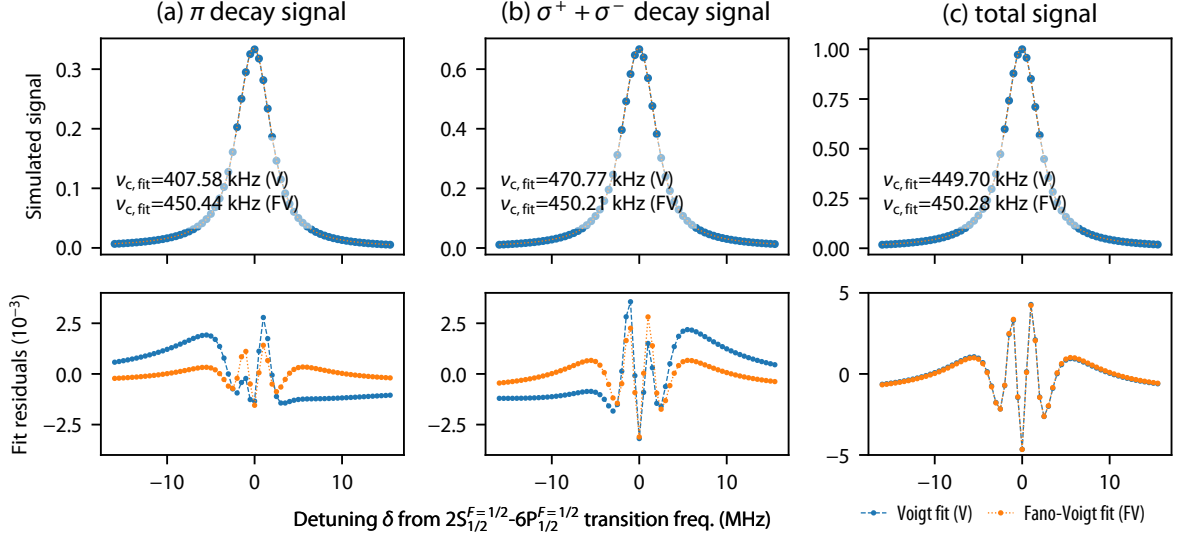 (a) π decay signal
(b) σ⁺ + σ⁻ decay signal
(c) total signal
Simulated signal
0.3
0.2
0.1
0.0
ν_c,fit=407.58 kHz (V)
ν_c,fit=450.44 kHz (FV)
0.6
0.4
0.2
0.0
ν_c,fit=470.77 kHz (V)
ν_c,fit=450.21 kHz (FV)
1.00
0.75
0.50
0.25
0.00
ν_c,fit=449.70 kHz (V)
ν_c,fit=450.28 kHz (FV)
Fit residuals (10⁻³)
2.5
0.0
−2.5
−10 0 10
2.5
0.0
−2.5
−10 0 10
5
0
−5
−10 0 10
Detuning δ from 2S_{1/2}^{F=1/2}-6P_{1/2}^{F=1/2} transition freq. (MHz)
Voigt fit (V)
Fano-Voigt fit (FV)